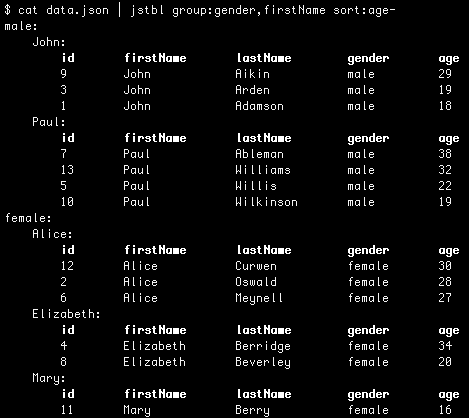 $ cat data.json | jstbl group:gender,firstName sort:age-
male:
John:
id firstName lastName gender age
9 John Aikin male 29
3 John Arden male 19
1 John Adamson male 18
Paul:
id firstName lastName gender age
7 Paul Ableman male 38
13 Paul Williams male 32
5 Paul Willis male 22
10 Paul Wilkinson male 19
female:
Alice:
id firstName lastName gender age
12 Alice Curwen female 30
2 Alice Oswald female 28
6 Alice Meynell female 27
Elizabeth:
id firstName lastName gender age
4 Elizabeth Berridge female 34
8 Elizabeth Beverley female 20
Mary:
id firstName lastName gender age
11 Mary Berry female 16